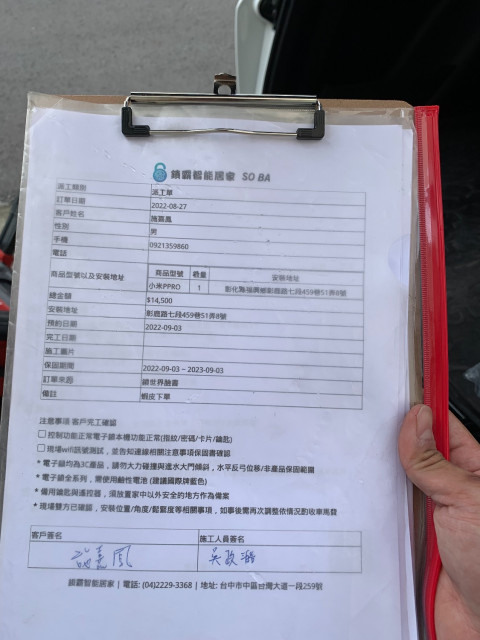 鎖霸智能居家 SO BA
派工類別 派工單
訂單日期 2022-08-27
客戶姓名 施嘉鳳
性別 男
手機 0921359860
電話
商品型號以及安裝地址 商品型號 數量 安裝地址
小米PPRO 1 彰化縣福興鄉彰鹿路七段459巷51弄8號
總金額 $14,500
安裝地址 彰鹿路七段459巷51弄8號
預約日期 2022-09-03
完工日期
施工圖片
保固期間 2022-09-03 ~ 2023-09-03
訂單來源 鎖世界臉書
備註 蝦皮下單
注意事項 客戶完工確認
控制功能正常電子鎖本機功能正常(指紋/密碼/卡片/鑰匙)
現場wifi訊號測試，並告知連線相關注意事項保固書確認
* 電子鎖均為3C產品，請勿大力碰撞與進水大門傾斜，水平反弓位移/非產品保固範圍
* 電子鎖全系列，需使用鹼性電池 (建議國際牌藍色)
* 備用鑰匙與遙控器，須放置家中以外安全的地方作為備案
* 現場雙方已確認，安裝位置/角度/鬆緊度等相關事項，如事後需再次調整依情況酌收車馬費
客戶簽名 施工人員簽名
施嘉鳳 吳政
鎖霸智能居家 | 電話: (04)2229-3368 | 地址: 台中市中區台灣大道一段259號